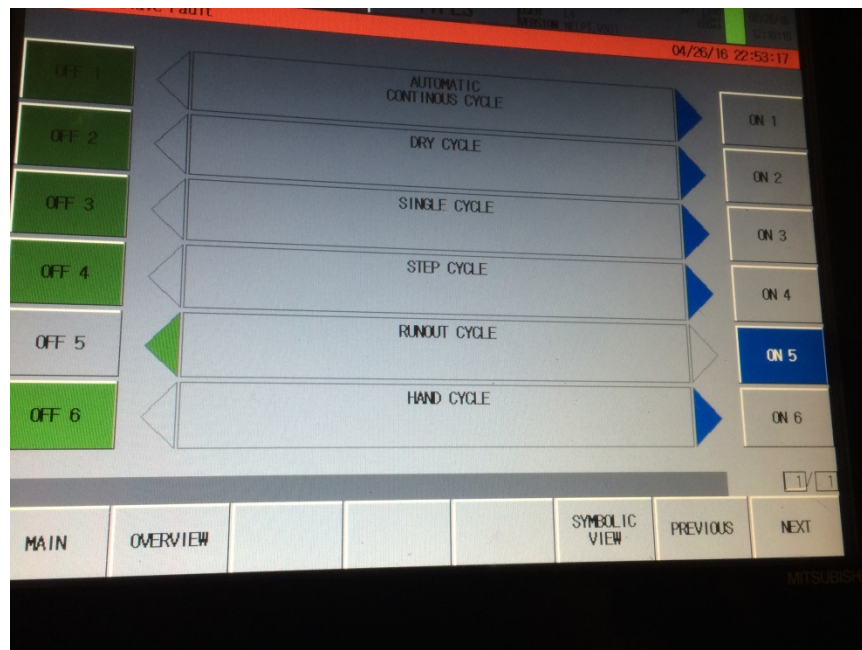 Fault
04/26/16 22:53:17
OFF 1
AUTOMATIC
CONTINOUS CYCLE
ON 1
OFF 2
DRY CYCLE
ON 2
OFF 3
SINGLE CYCLE
ON 3
OFF 4
STEP CYCLE
ON 4
OFF 5
RUNOUT CYCLE
ON 5
OFF 6
HAND CYCLE
ON 6
1/ 1
MAIN
OVERVIEW
SYMBOLIC
VIEW
PREVIOUS
NEXT
MITSUBISH